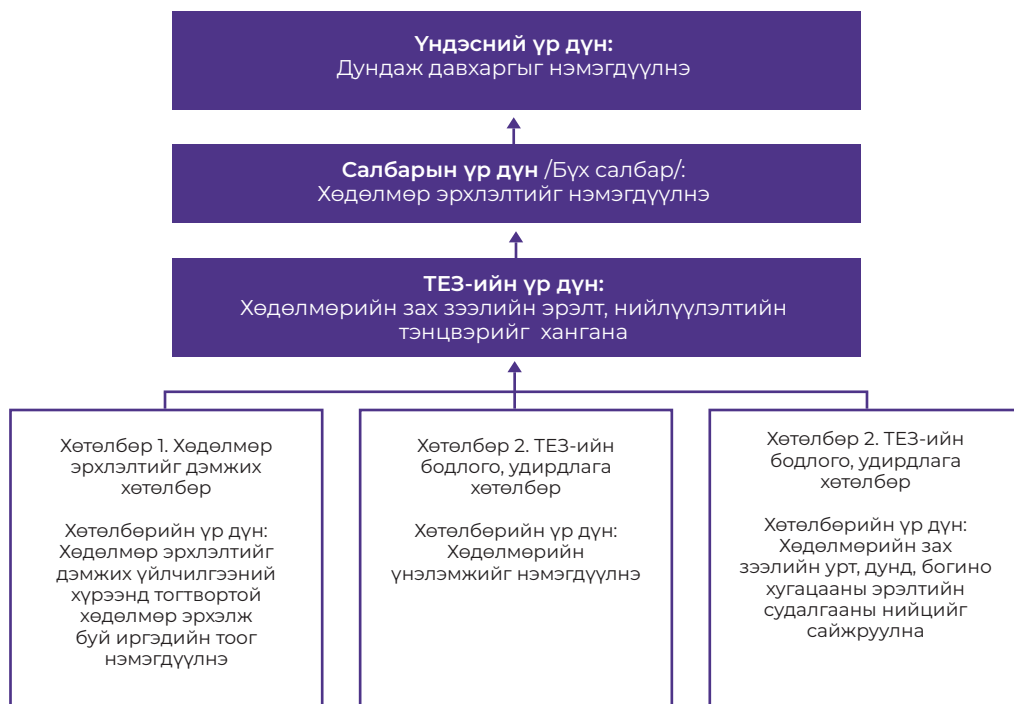 Үндэсний үр дүн:
Дундаж давхаргыг нэмэгдүүлнэ
Салбарын үр дүн /Бүх салбар/:
Хөдөлмөр эрхлэлтийг нэмэгдүүлнэ
ТЕЗ-ийн үр дүн:
Хөдөлмөрийн зах зээлийн эрэлт, нийлүүлэлтийн
тэнцвэрийг хангана
Хөтөлбөр 1. Хөдөлмөр
эрхлэлтийг дэмжих
хөтөлбөр
Хөтөлбөрийн үр дүн:
Хөдөлмөр эрхлэлтийг
дэмжих үйлчилгээний
хүрээнд тогтвортой
хөдөлмөр эрхэлж
буй иргэдийн тоог
нэмэгдүүлнэ
Хөтөлбөр 2. ТЕЗ-ийн
бодлого, удирдлага
хөтөлбөр
Хөтөлбөрийн үр дүн:
Хөдөлмөрийн
үнэлэмжийг нэмэгдүүлнэ
Хөтөлбөр 2. ТЕЗ-ийн
бодлого, удирдлага
хөтөлбөр
Хөтөлбөрийн үр дүн:
Хөдөлмөрийн зах
зээлийн урт, дунд, богино
хугацааны эрэлтийн
судалгааны нийцийг
сайжруулна